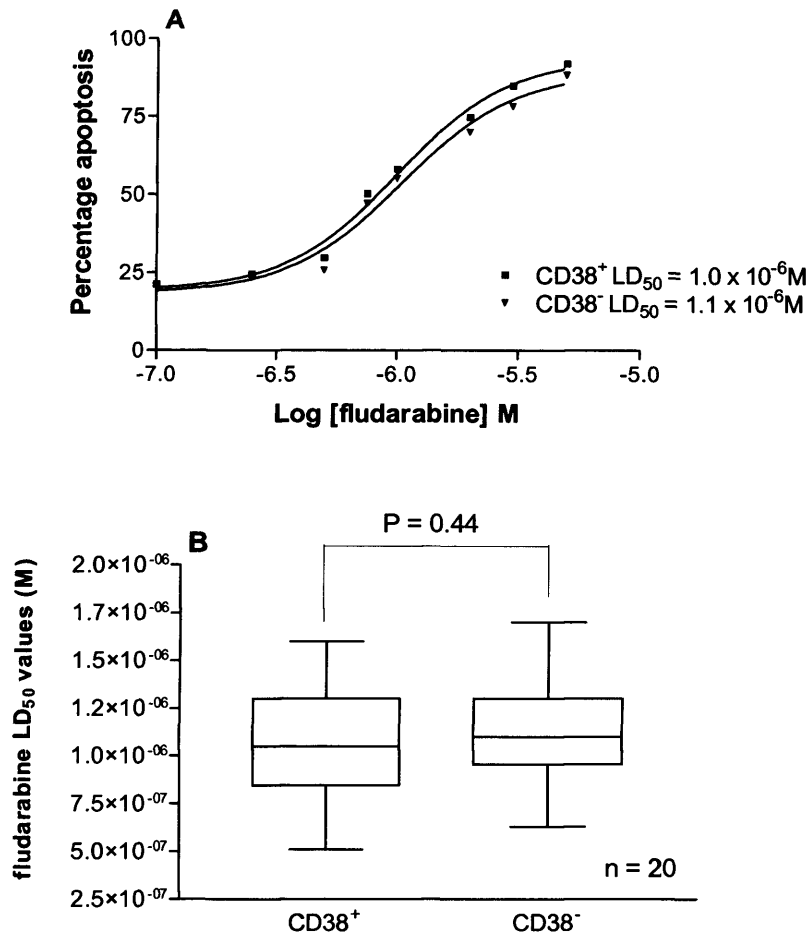 A
Percentage apoptosis
100
75
50
25
0
-7.0 -6.5 -6.0 -5.5 -5.0
Log [fludarabine] M
CD38⁺ LD₅₀ = 1.0 x 10⁻⁶M
CD38⁻ LD₅₀ = 1.1 x 10⁻⁶M
B
P = 0.44
fludarabine LD₅₀ values (M)
2.0×10⁻⁰⁶
1.7×10⁻⁰⁶
1.5×10⁻⁰⁶
1.2×10⁻⁰⁶
1.0×10⁻⁰⁶
7.5×10⁻⁰⁷
5.0×10⁻⁰⁷
2.5×10⁻⁰⁷
n = 20
CD38⁺ CD38⁻